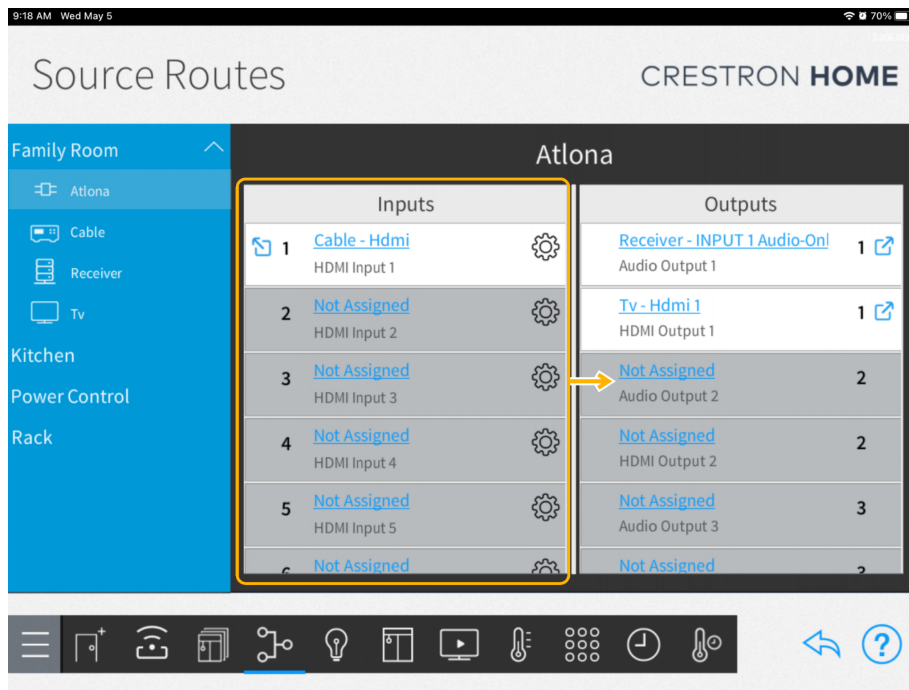 9:18 AM Wed May 5
70%
Source Routes
CRESTRON HOME
Family Room
Atlona
Cable
Receiver
Tv
Kitchen
Power Control
Rack
Atlona
Inputs
1 Cable - Hdmi
HDMI Input 1
2 Not Assigned
HDMI Input 2
3 Not Assigned
HDMI Input 3
4 Not Assigned
HDMI Input 4
5 Not Assigned
HDMI Input 5
Not Assigned
Outputs
Receiver - INPUT 1 Audio-Onl 1
Audio Output 1
Tv - Hdmi 1 1
HDMI Output 1
Not Assigned 2
Audio Output 2
Not Assigned 2
HDMI Output 2
Not Assigned 3
Audio Output 3
Not Assigned
?